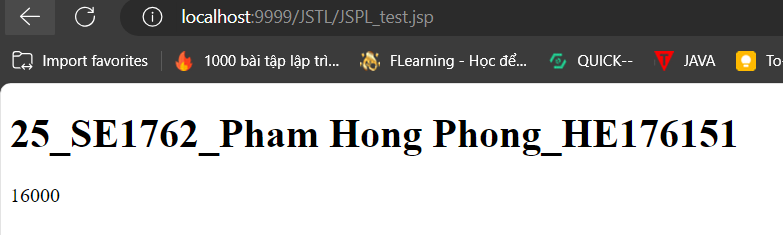 localhost:9999/JSTL/JSPL_test.jsp
Import favorites 1000 bài tập lập trì... FLearning - Học để... QUICK-- JAVA To-
25_SE1762_Pham Hong Phong_HE176151
16000